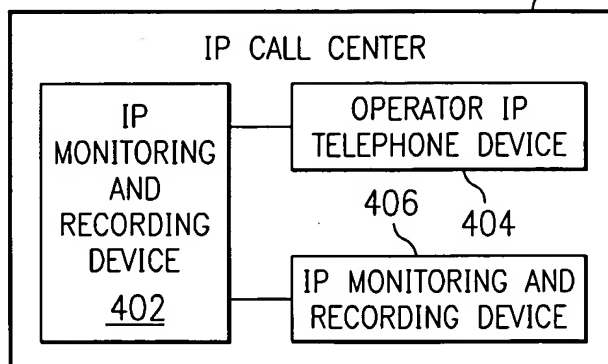 IP CALL CENTER
IP
MONITORING
AND
RECORDING
DEVICE
402
OPERATOR IP
TELEPHONE DEVICE
404
406
IP MONITORING AND
RECORDING DEVICE